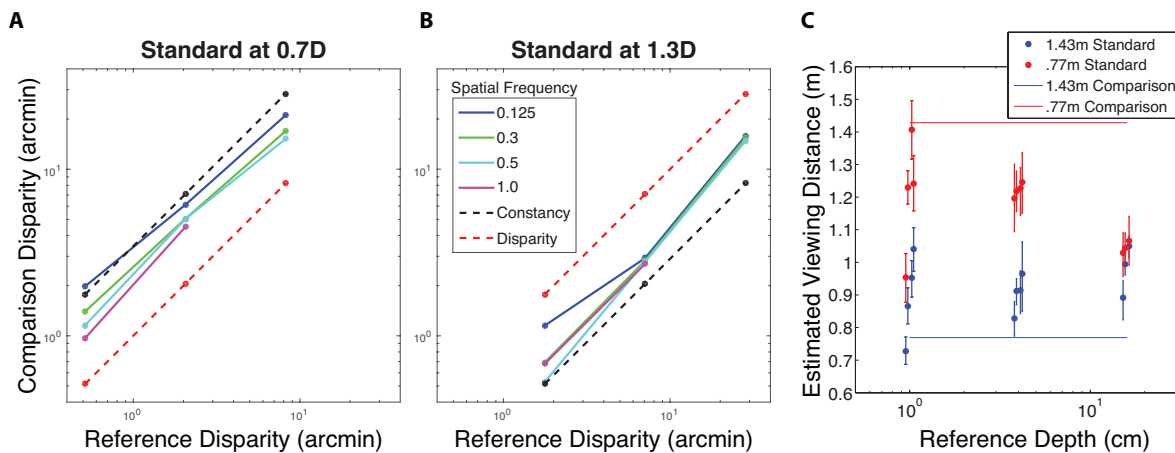 A
Standard at 0.7D
Comparison Disparity (arcmin)
10^1
10^0
10^0
10^1
Reference Disparity (arcmin)
B
Standard at 1.3D
Spatial Frequency
0.125
0.3
0.5
1.0
Constancy
Disparity
10^1
10^0
10^0
10^1
Reference Disparity (arcmin)
C
1.43m Standard
.77m Standard
1.43m Comparison
.77m Comparison
Estimated Viewing Distance (m)
1.6
1.5
1.4
1.3
1.2
1.1
1
0.9
0.8
0.7
0.6
10^0
10^1
Reference Depth (cm)